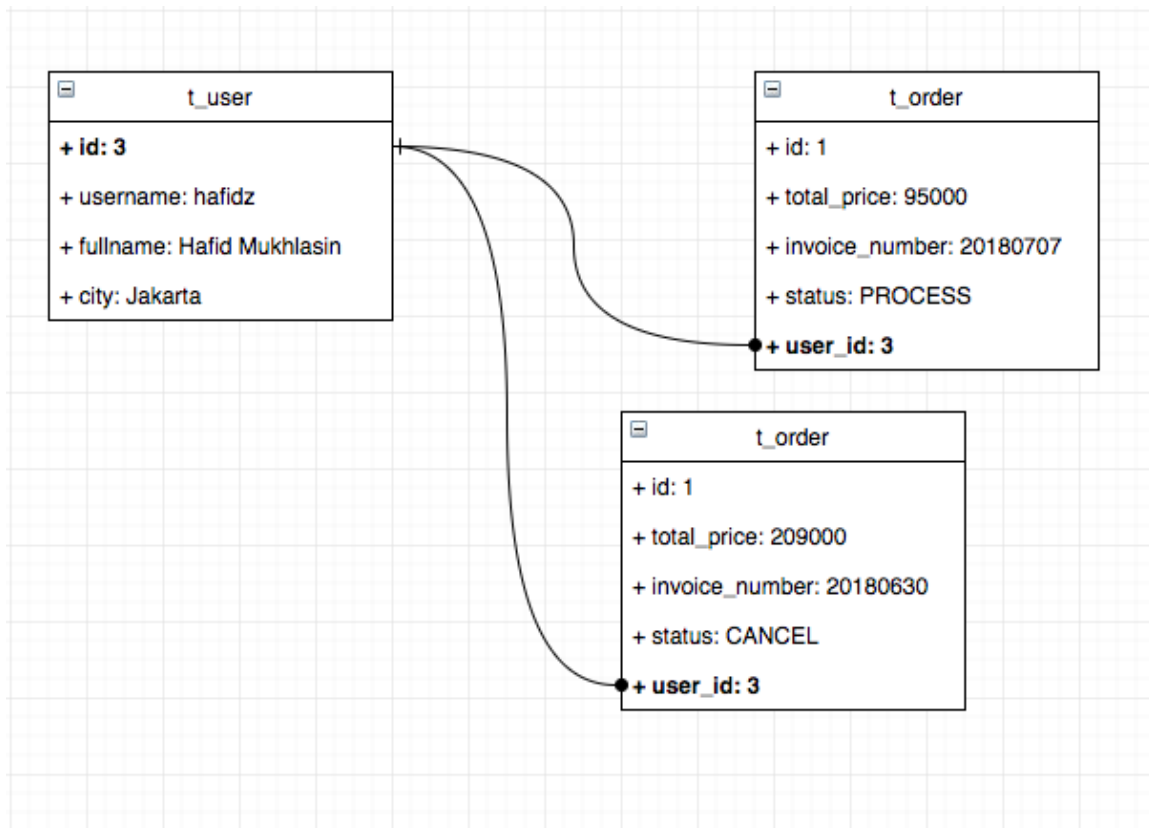 t_user
+ id: 3
+ username: hafidz
+ fullname: Hafid Mukhlasin
+ city: Jakarta
t_order
+ id: 1
+ total_price: 95000
+ invoice_number: 20180707
+ status: PROCESS
+ user_id: 3
t_order
+ id: 1
+ total_price: 209000
+ invoice_number: 20180630
+ status: CANCEL
+ user_id: 3